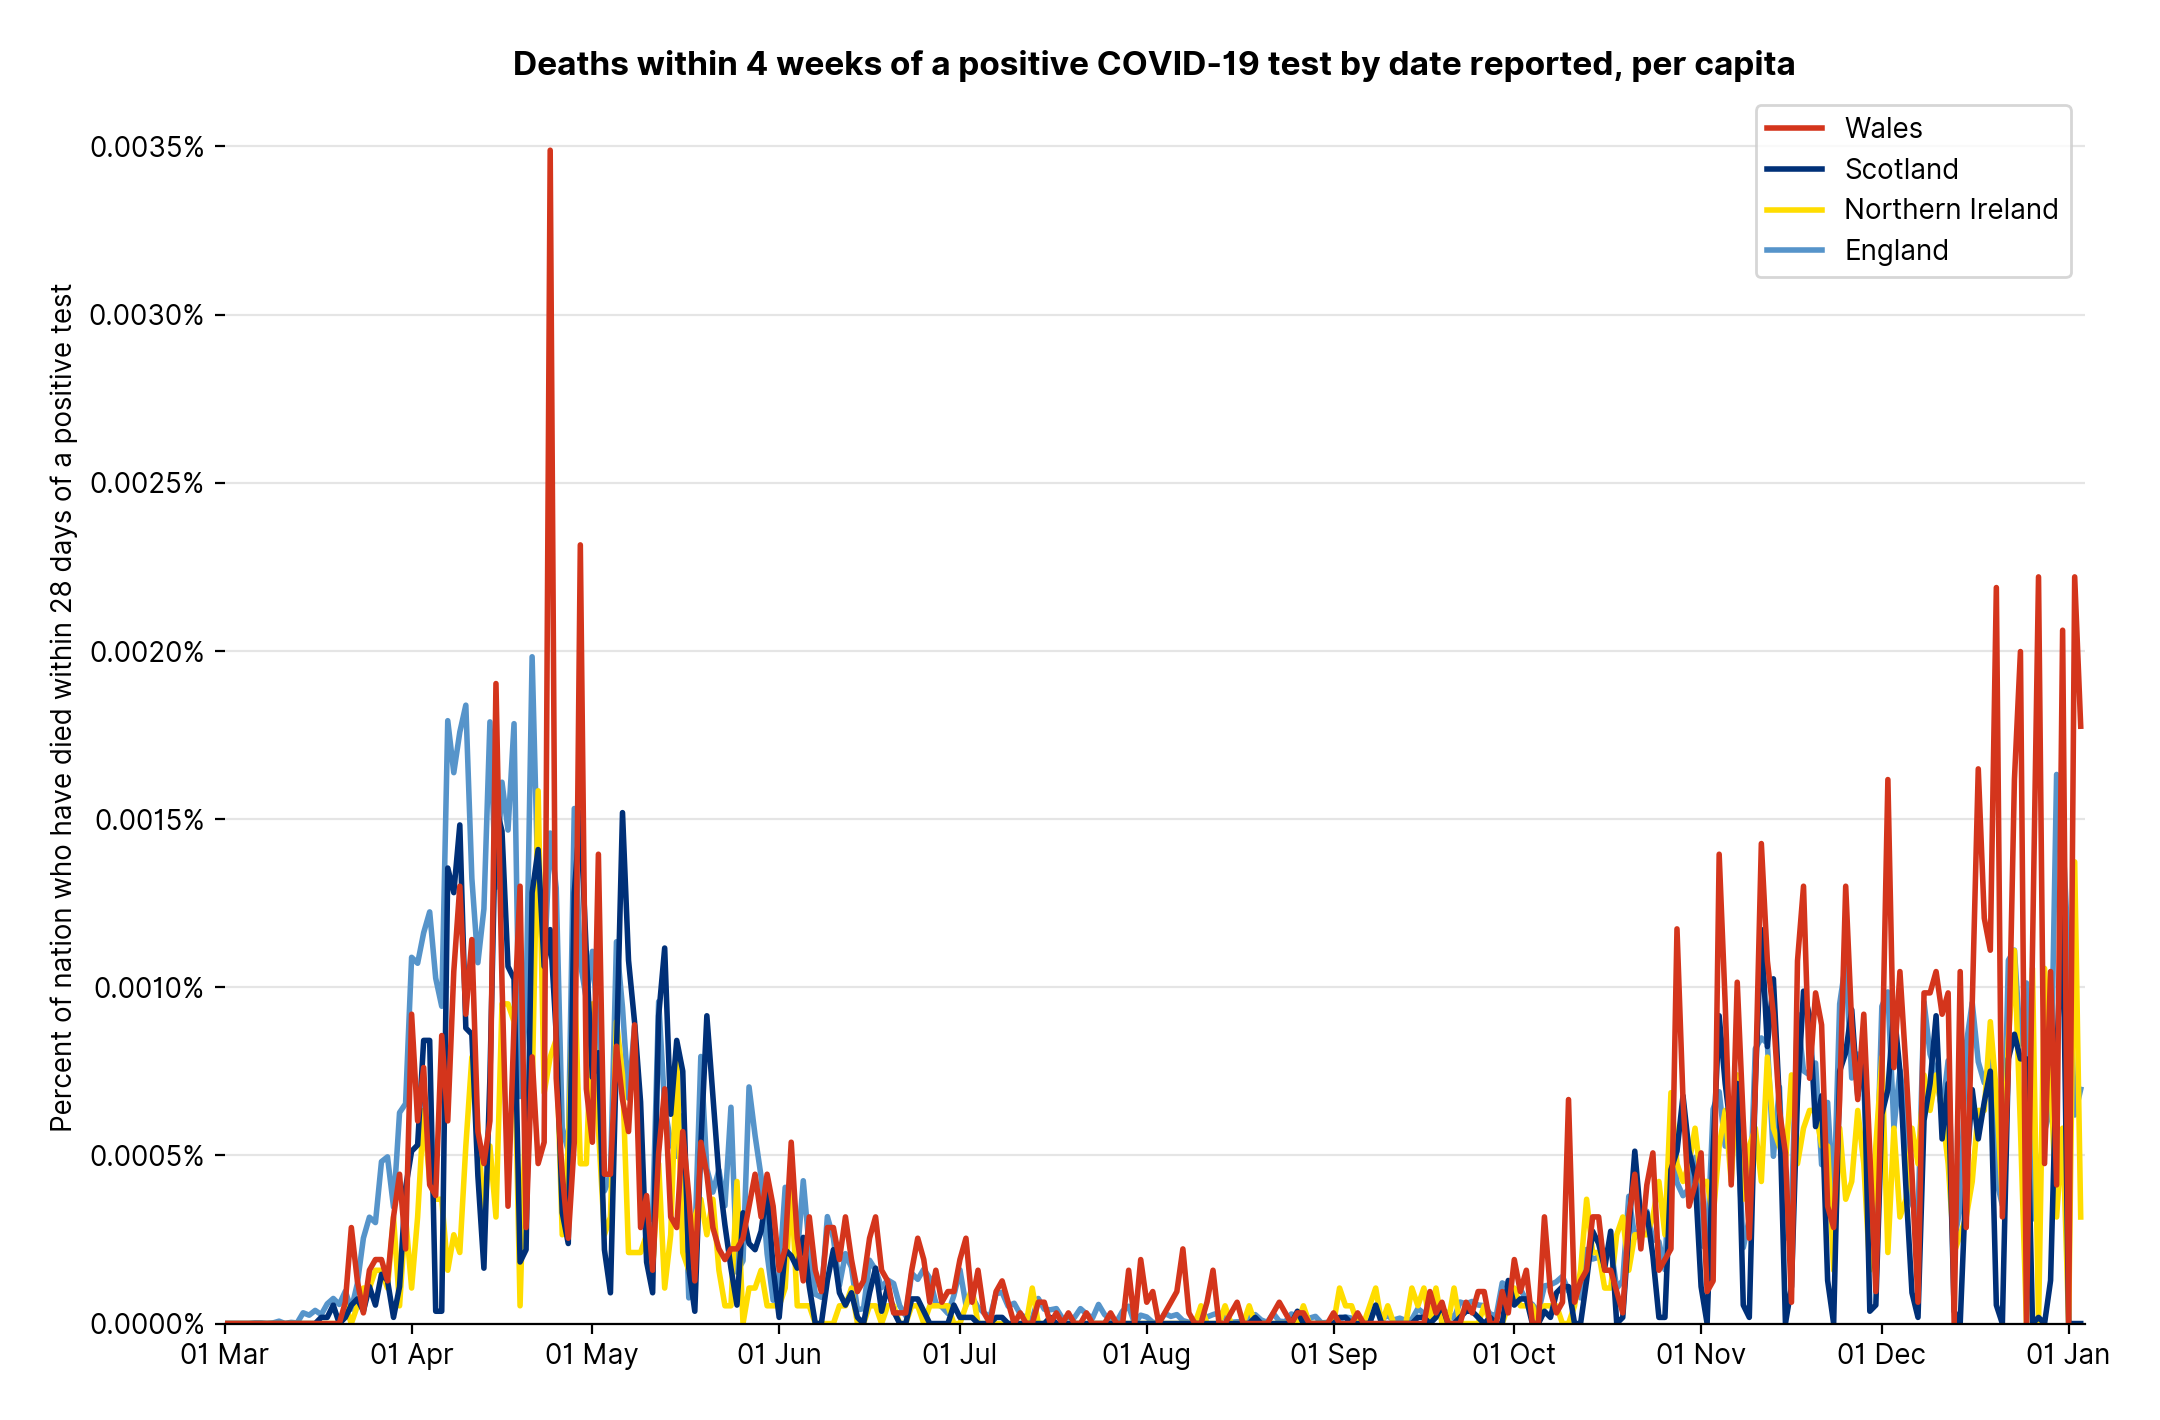 Deaths within 4 weeks of a positive COVID-19 test by date reported, per capita
Wales
Scotland
Northern Ireland
England
Percent of nation who have died within 28 days of a positive test
0.0035%
0.0030%
0.0025%
0.0020%
0.0015%
0.0010%
0.0005%
0.0000%
01 Mar
01 Apr
01 May
01 Jun
01 Jul
01 Aug
01 Sep
01 Oct
01 Nov
01 Dec
01 Jan